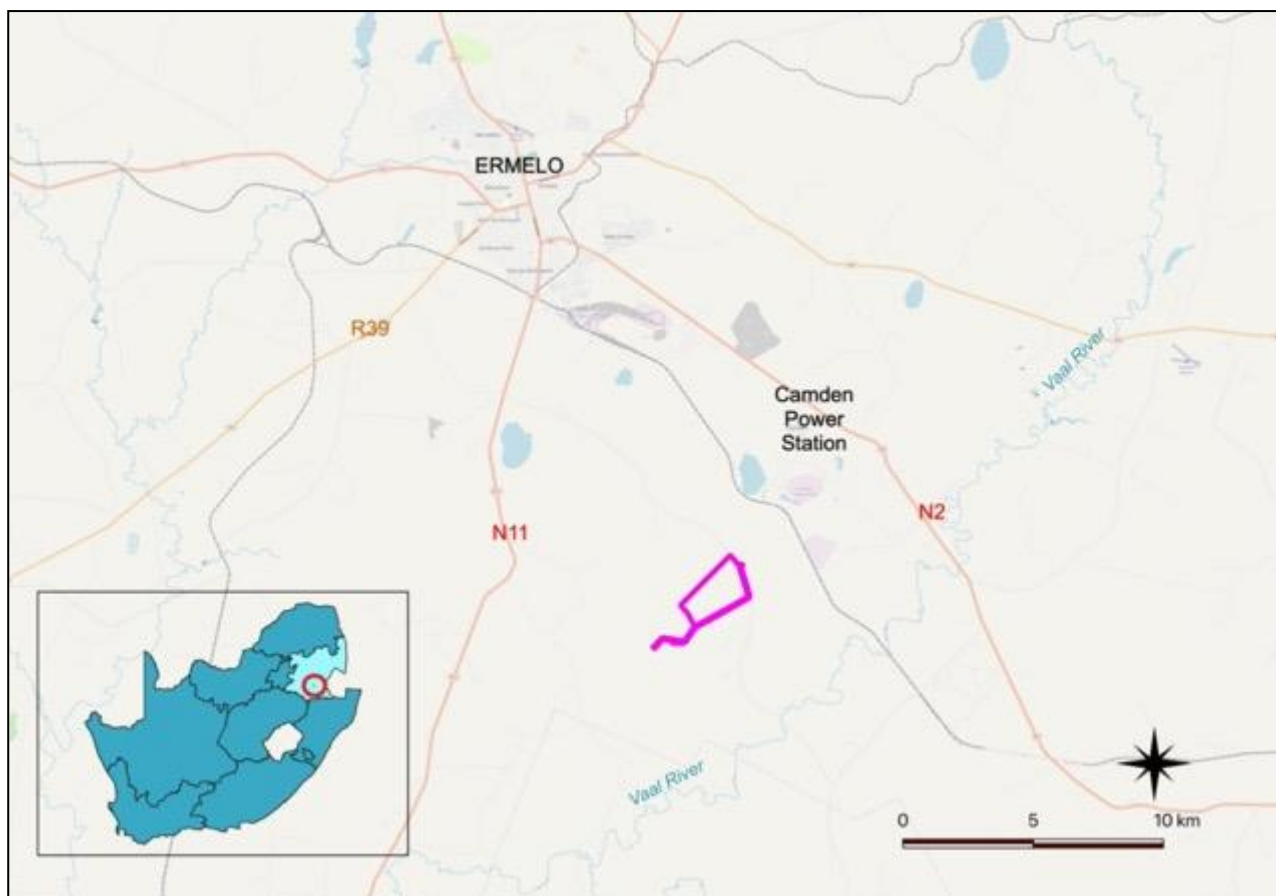 ERMELO
R39
Vaal River
Camden
Power
Station
N11
N2
Vaal River
0 5 10 km